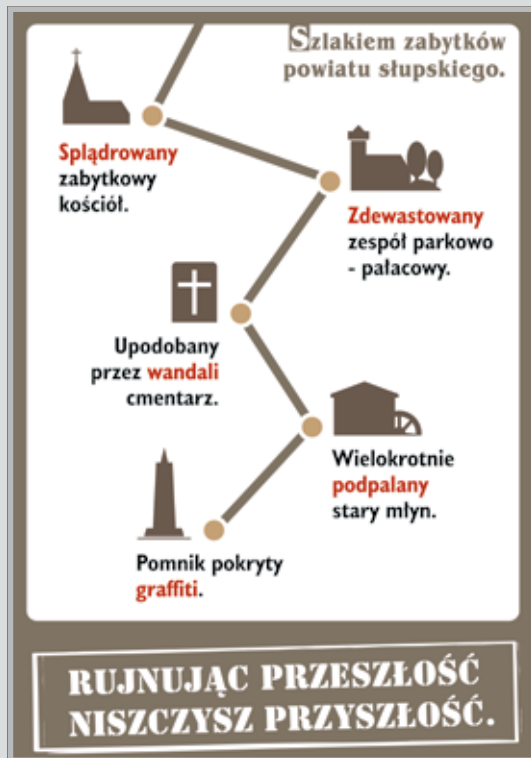 Szlakiem zabytków
powiatu słupskiego.
Splądrowany
zabytkowy
kościół.
Zdewastowany
zespół parkowo
- pałacowy.
Upodobany
przez wandali
cmentarz.
Wielokrotnie
podpalany
stary młyn.
Pomnik pokryty
graffiti.
RUJNUJĄC PRZESZŁOŚĆ
NISZCZYSZ PRZYSZŁOŚĆ.